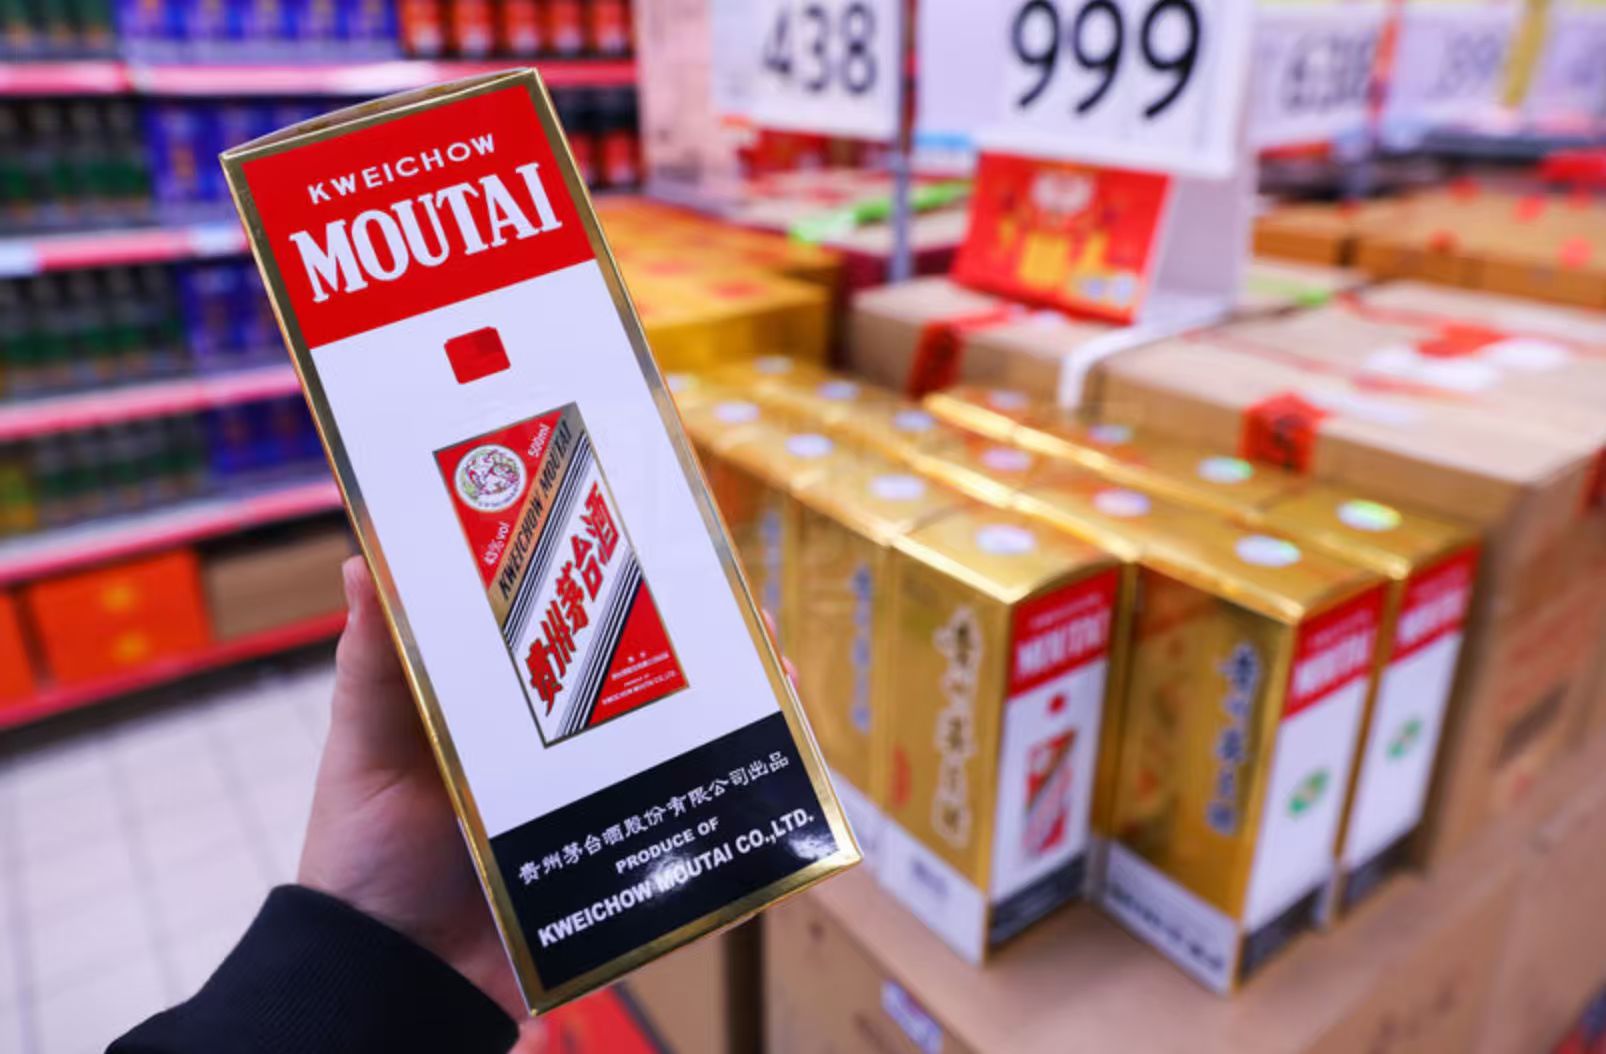 438
999
638
KWEICHOW
MOUTAI
500ml
43%vol
KWEICHOW MOUTAI
贵州茅台酒
贵州茅台酒股份有限公司出品
PRODUCE OF
KWEICHOW MOUTAI CO.,LTD.
MOUTAI
MOUTAI
MOUTAI